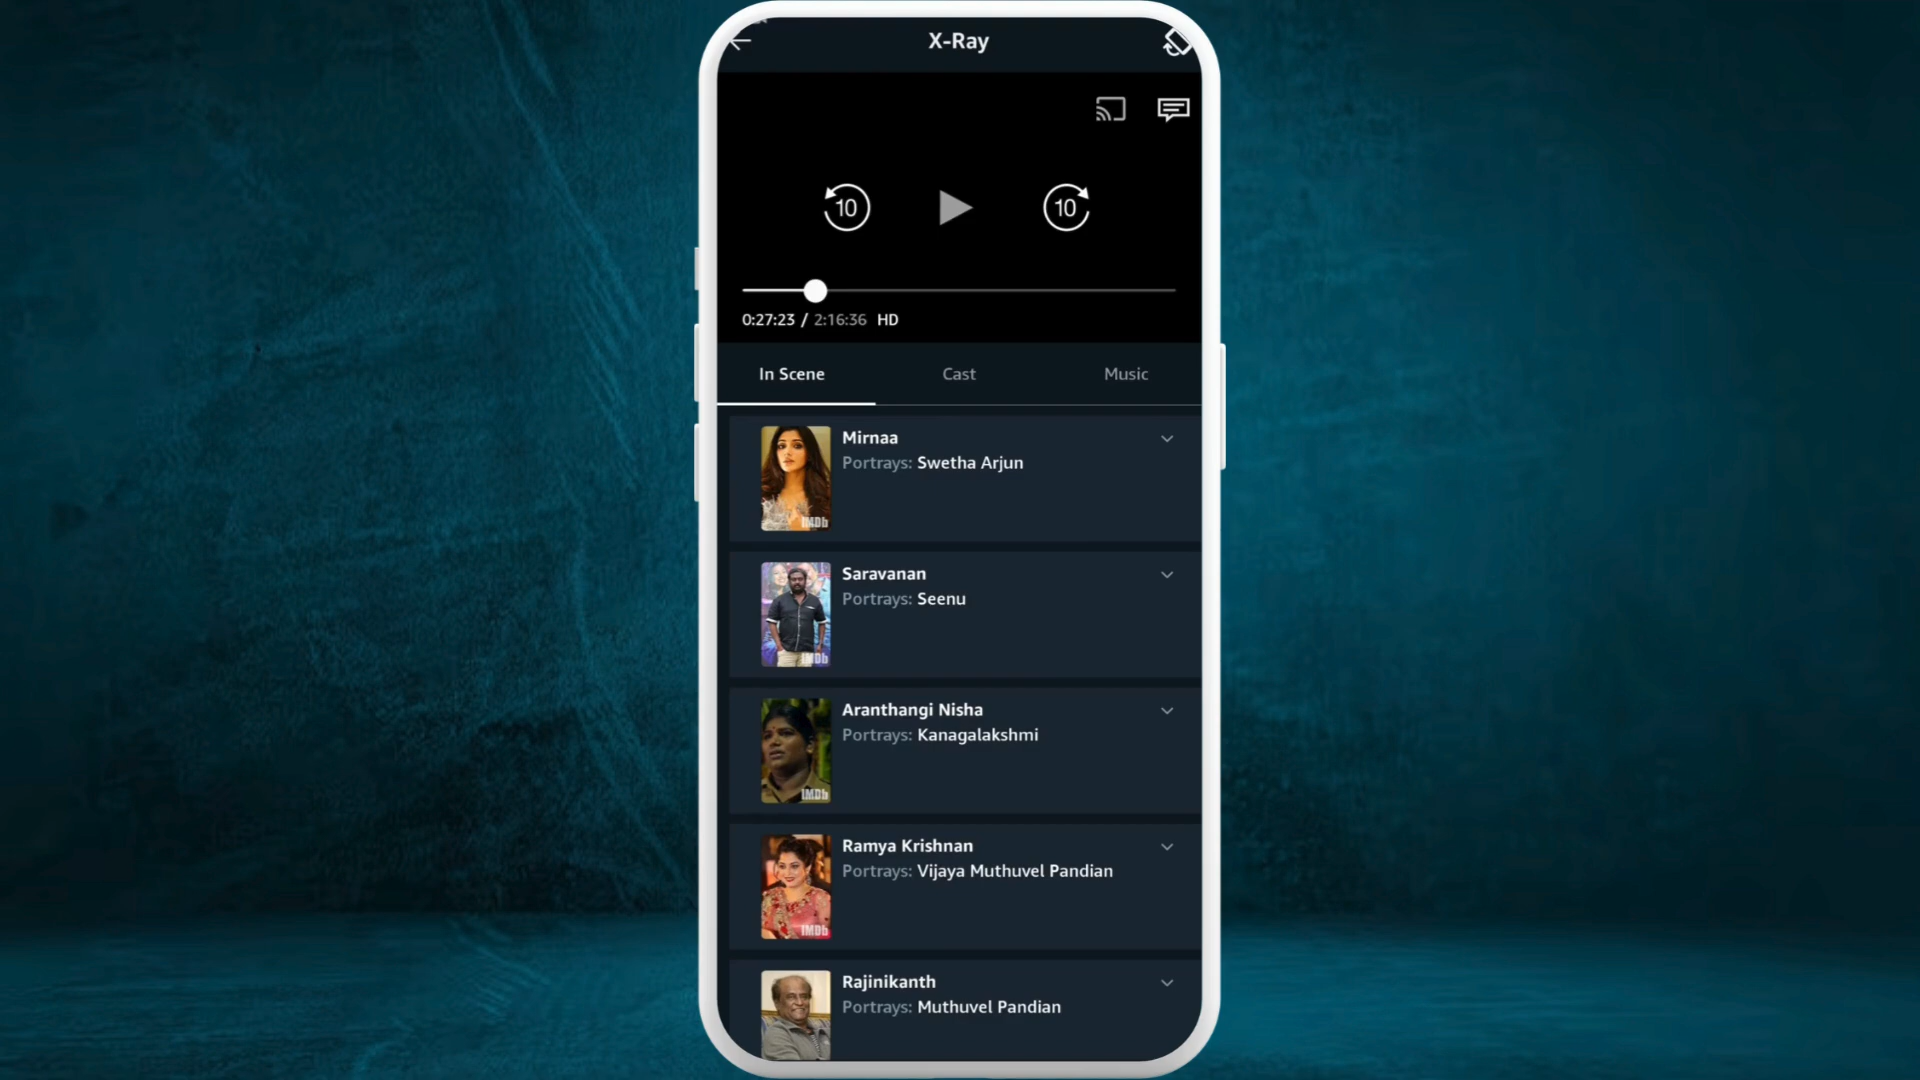 X-Ray
10
10
0:27:23 / 2:16:36 HD
In Scene Cast Music
Mirnaa
Portrays: Swetha Arjun
IMDb
Saravanan
Portrays: Seenu
IMDb
Aranthangi Nisha
Portrays: Kanagalakshmi
IMDb
Ramya Krishnan
Portrays: Vijaya Muthuvel Pandian
IMDb
Rajinikanth
Portrays: Muthuvel Pandian